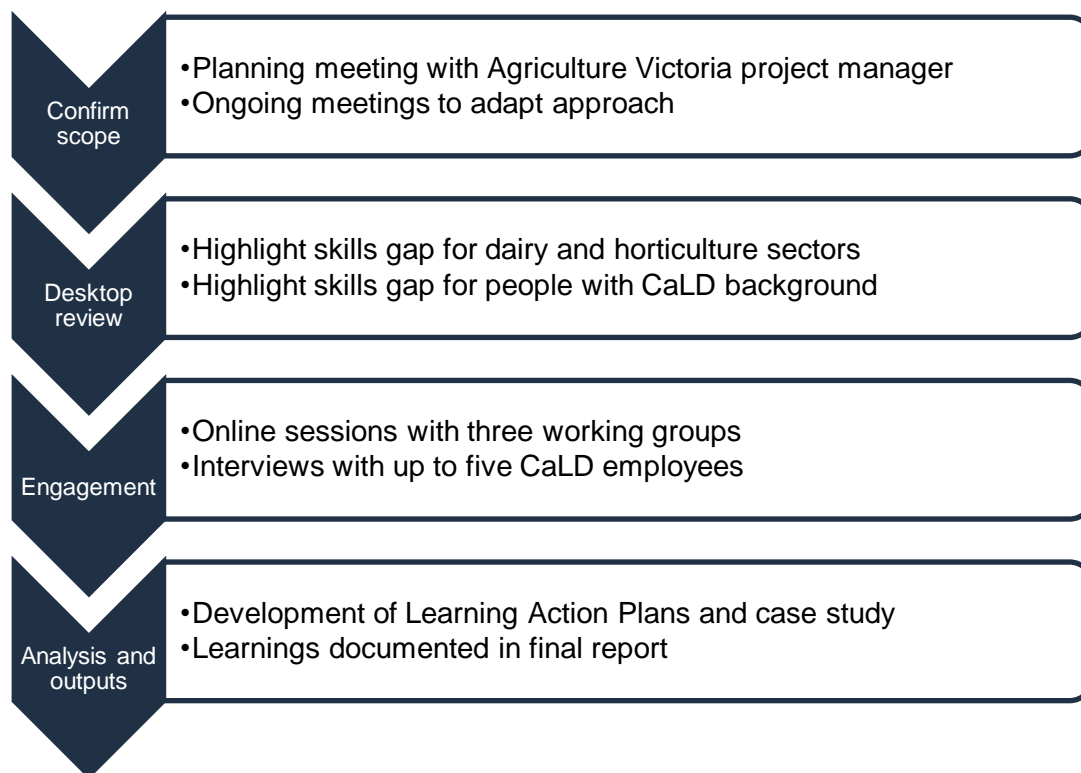 Confirm
scope
•Planning meeting with Agriculture Victoria project manager
•Ongoing meetings to adapt approach
Desktop
review
•Highlight skills gap for dairy and horticulture sectors
•Highlight skills gap for people with CaLD background
Engagement
•Online sessions with three working groups
•Interviews with up to five CaLD employees
Analysis and
outputs
•Development of Learning Action Plans and case study
•Learnings documented in final report